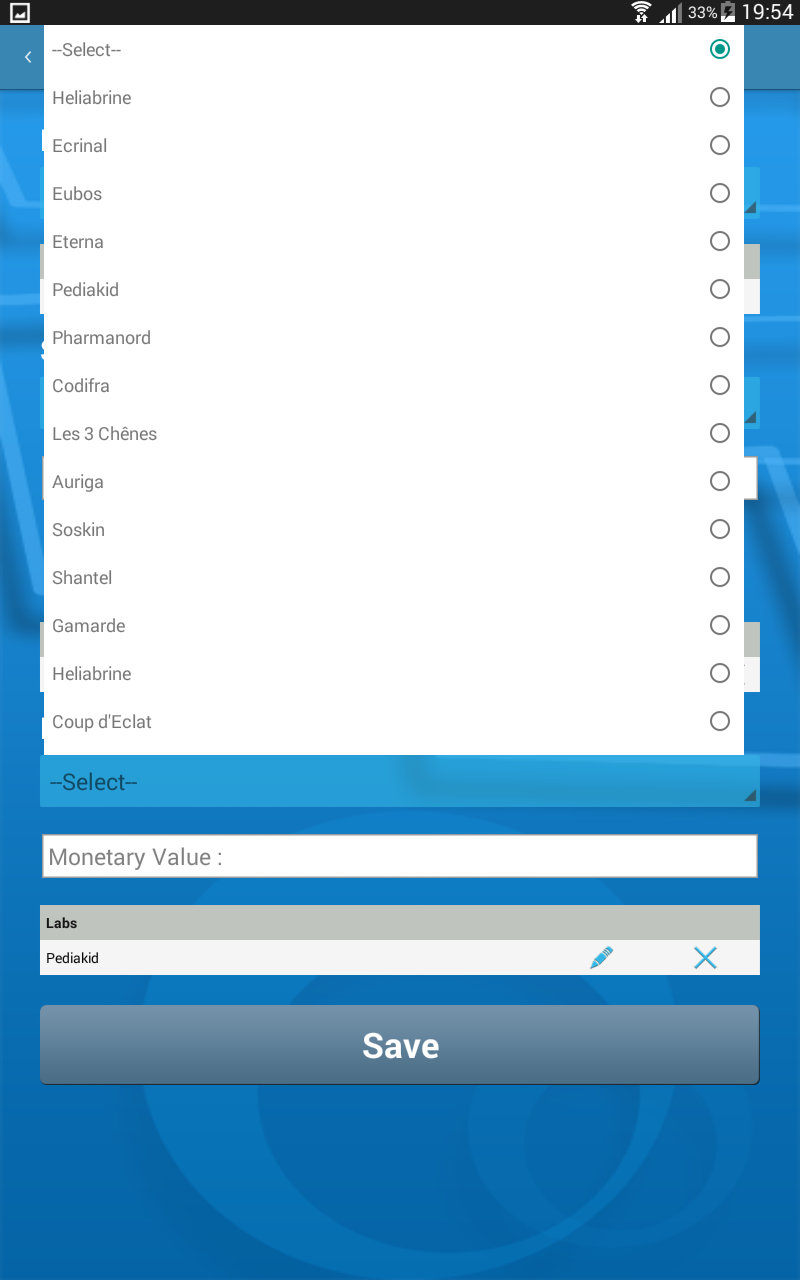 33% 19:54
--Select--
Heliabrine
Ecrinal
Eubos
Eterna
Pediakid
Pharmanord
Codifra
Les 3 Chênes
Auriga
Soskin
Shantel
Gamarde
Heliabrine
Coup d'Eclat
--Select--
Monetary Value :
Labs
Pediakid
Save